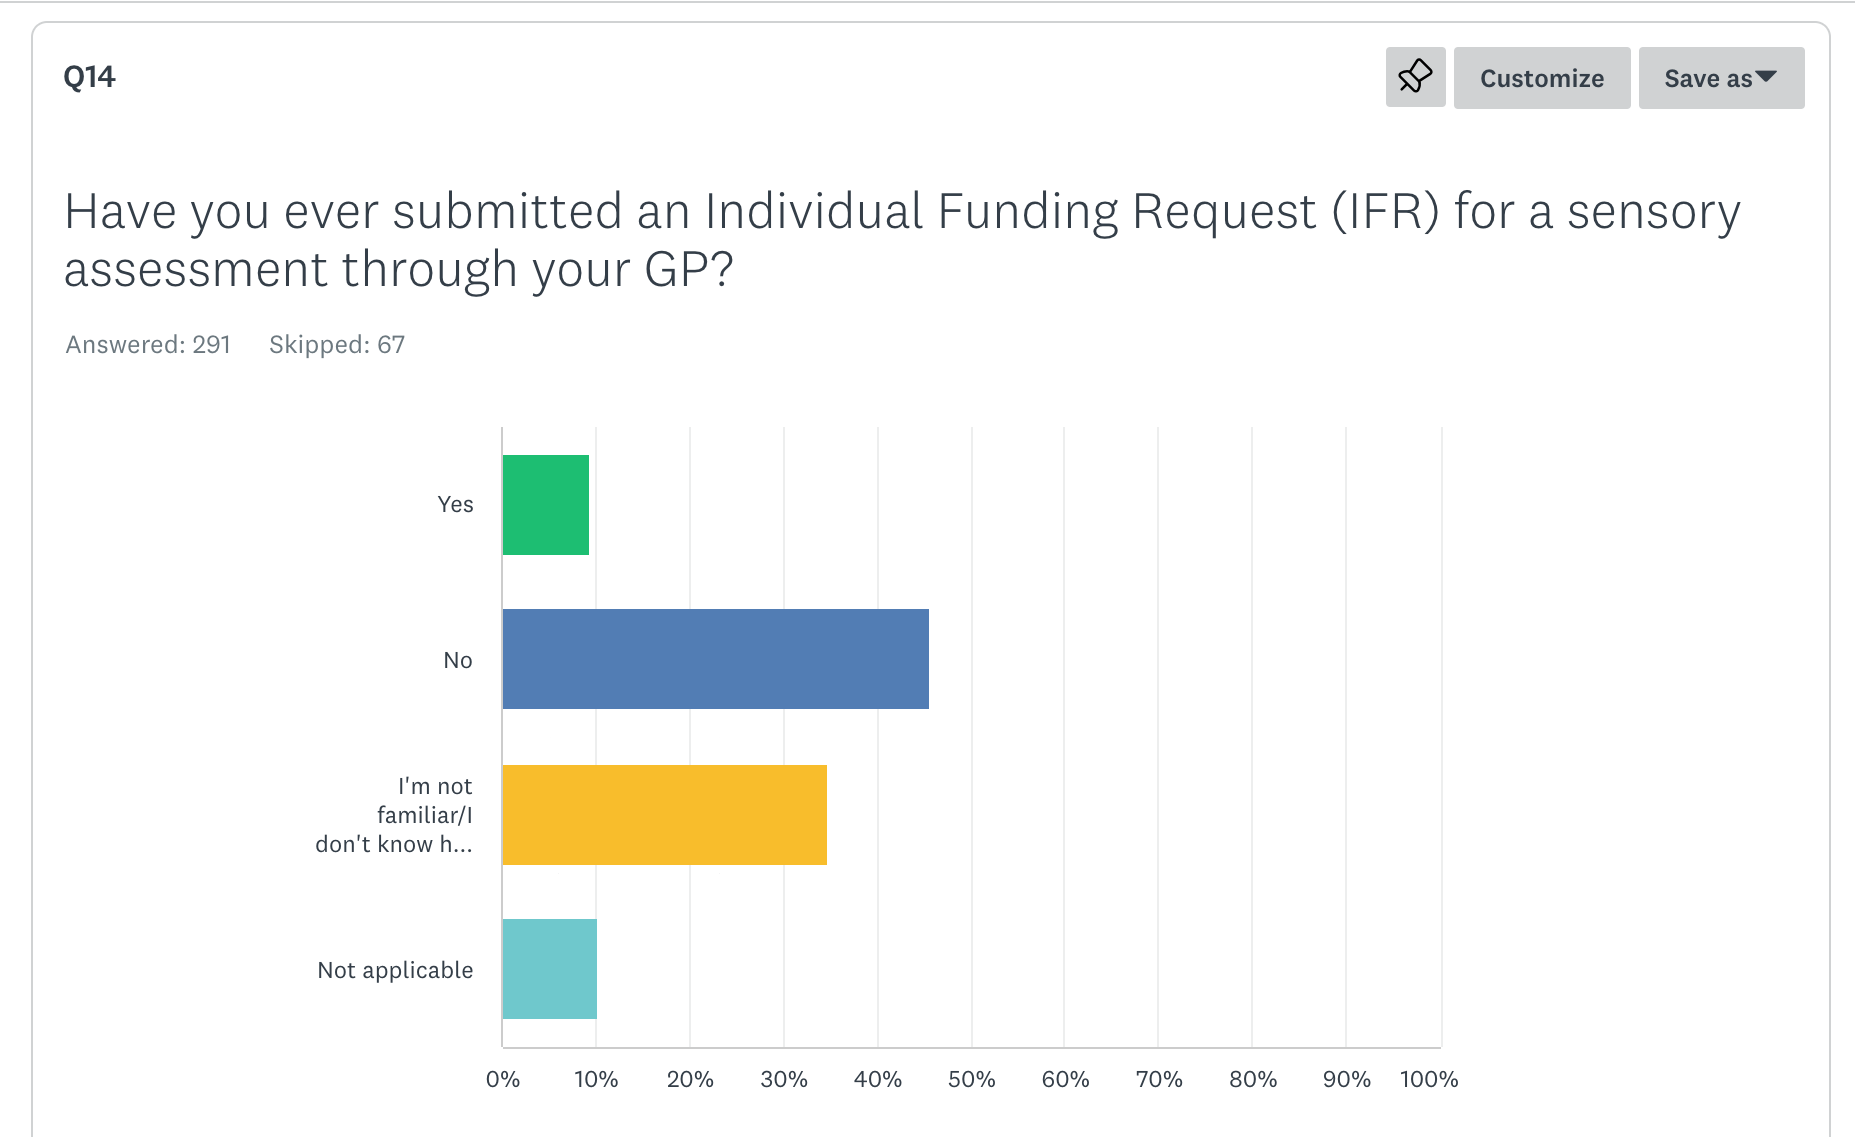 Q14
Customize
Save as
Have you ever submitted an Individual Funding Request (IFR) for a sensory
assessment through your GP?
Answered: 291 Skipped: 67
Yes
No
I'm not
familiar/I
don't know h...
Not applicable
0% 10% 20% 30% 40% 50% 60% 70% 80% 90% 100%